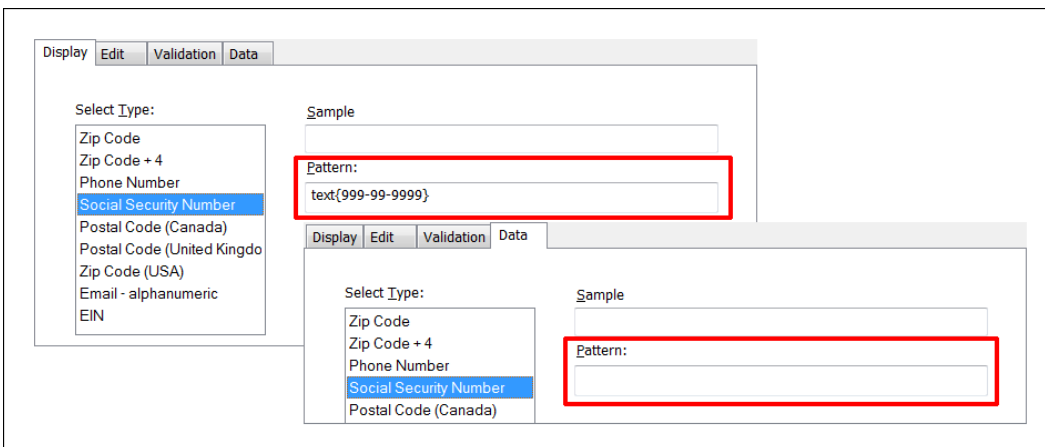 Display Edit Validation Data
Select Type:
Sample
Zip Code
Zip Code + 4
Phone Number
Social Security Number
Postal Code (Canada)
Postal Code (United Kingdo
Zip Code (USA)
Email - alphanumeric
EIN
Pattern:
text{999-99-9999}
Display Edit Validation Data
Select Type:
Sample
Zip Code
Zip Code + 4
Phone Number
Social Security Number
Postal Code (Canada)
Pattern: